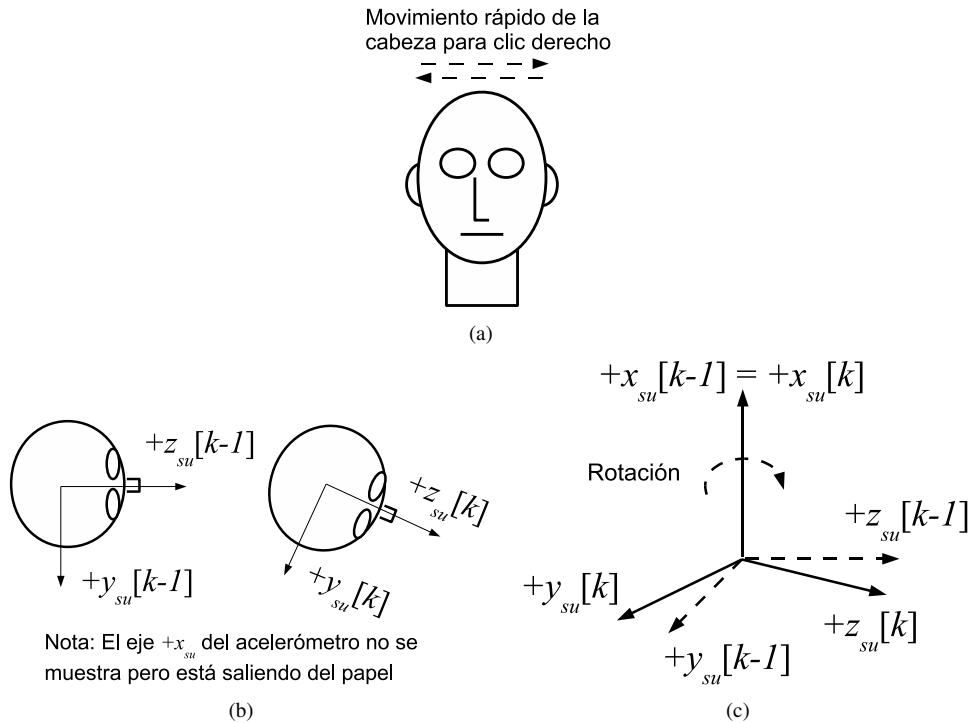 Movimiento rápido de la
cabeza para clic derecho
(a)
+z_su[k-1]
+y_su[k-1]
+z_su[k]
+y_su[k]
Nota: El eje +x_su del acelerómetro no se
muestra pero está saliendo del papel
(b)
+x_su[k-1] = +x_su[k]
Rotación
+z_su[k-1]
+y_su[k]
+z_su[k]
+y_su[k-1]
(c)